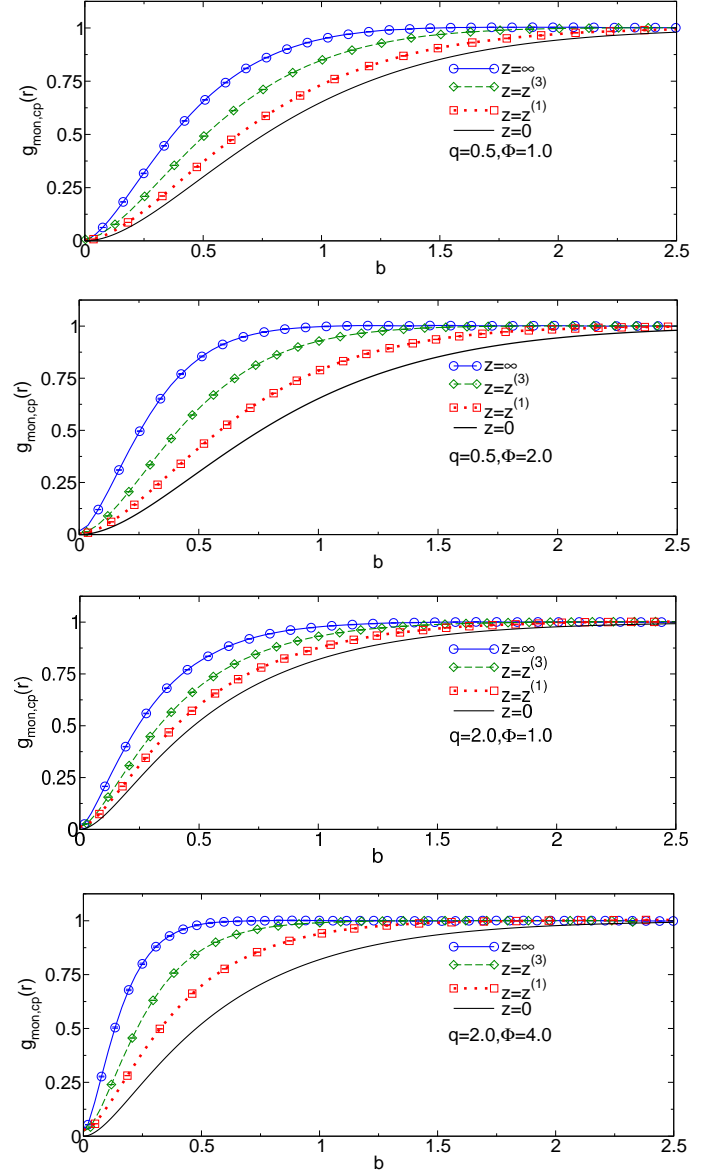 1
0.75
0.5
0.25
0
g_mon,cp(r)
z=∞
z=z^(3)
z=z^(1)
z=0
q=0.5,Φ=1.0
0 0.5 1 1.5 2 2.5
b
1
0.75
0.5
0.25
0
g_mon,cp(r)
z=∞
z=z^(3)
z=z^(1)
z=0
q=0.5,Φ=2.0
0 0.5 1 1.5 2 2.5
b
1
0.75
0.5
0.25
0
g_mon,cp(r)
z=∞
z=z^(3)
z=z^(1)
z=0
q=2.0,Φ=1.0
0 0.5 1 1.5 2 2.5
b
1
0.75
0.5
0.25
0
g_mon,cp(r)
z=∞
z=z^(3)
z=z^(1)
z=0
q=2.0,Φ=4.0
0 0.5 1 1.5 2 2.5
b